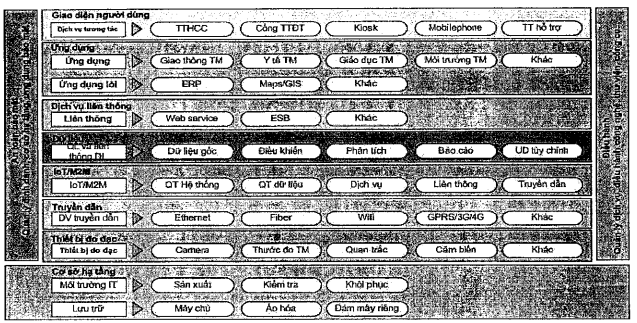 Giao diện người dùng
Dịch vụ tương tác TTHCC Cổng TTĐT Kiosk Mobilephone TT hỗ trợ
Ứng dụng
Ứng dụng Giao thông TM Y tế TM Giáo dục TM Môi trường TM Khác
Ứng dụng lõi ERP Maps/GIS Khác
Dịch vụ liên thông
Liên thông Web service ESB Khác
QL và liên
thông DL Dữ liệu gốc Điều khiển Phân tích Báo cáo UD tùy chỉnh
IoT/M2M
IoT/M2M QT Hệ thống QT dữ liệu Dịch vụ Liên thông Truyền dẫn
Truyền dẫn
DV truyền dẫn Ethernet Fiber Wifi GPRS/3G/4G Khác
Thiết bị đo đạc
Thiết bị đo đạc Camera Thước đo TM Quan trắc Cảm biến Khác
Cơ sở hạ tầng
Môi trường IT Sản xuất Kiểm tra Khôi phục
Lưu trữ Máy chủ Ảo hóa Đám mây riêng